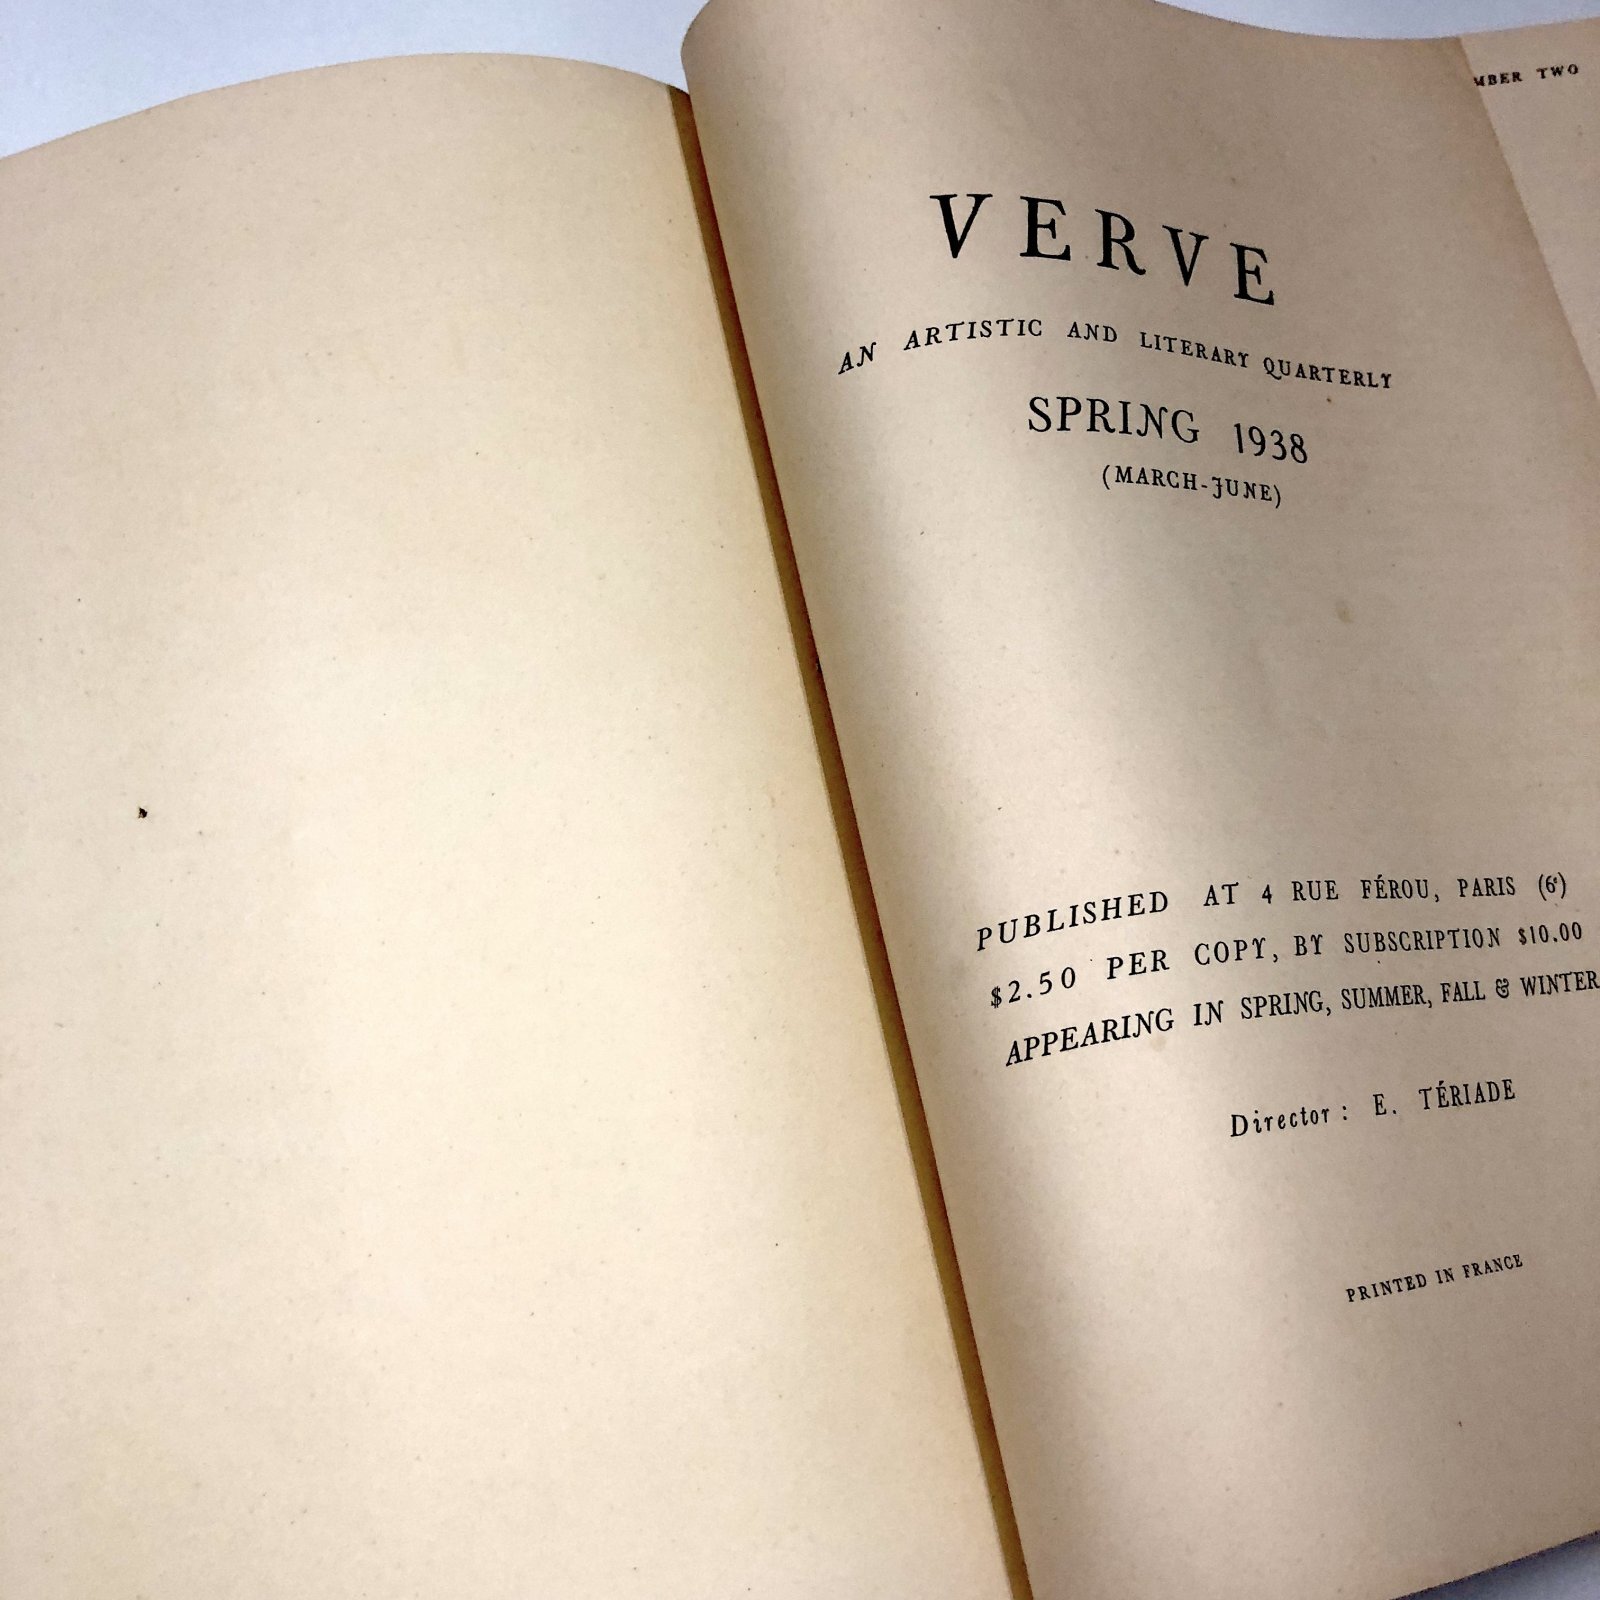 TWO
VERVE
AN ARTISTIC AND LITERARY QUARTERLY
SPRING 1938
(MARCH-JUNE)
PUBLISHED AT 4 RUE FÉROU, PARIS (6e)
$2.50 PER COPY, BY SUBSCRIPTION $10.00
APPEARING IN SPRING, SUMMER, FALL & WINTER
Director: E. TÉRIADE
PRINTED IN FRANCE